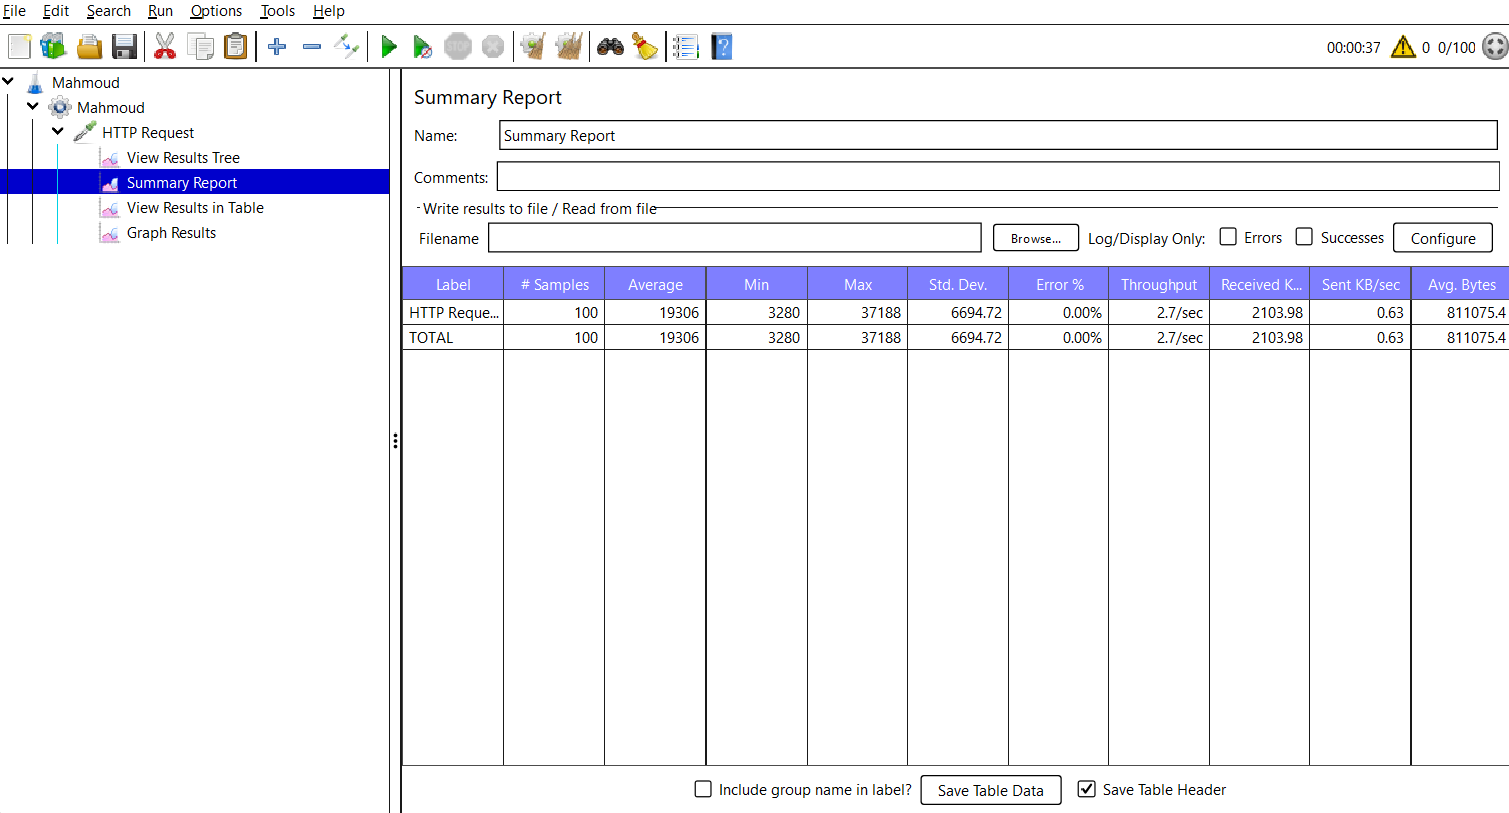 File Edit Search Run Options Tools Help
STOP
00:00:37 0 0/100
Mahmoud
Mahmoud
HTTP Request
View Results Tree
Summary Report
View Results in Table
Graph Results
Summary Report
Name: Summary Report
Comments:
Write results to file / Read from file
Filename Browse... Log/Display Only: Errors Successes Configure
Label # Samples Average Min Max Std. Dev. Error % Throughput Received K... Sent KB/sec Avg. Bytes
HTTP Reque... 100 19306 3280 37188 6694.72 0.00% 2.7/sec 2103.98 0.63 811075.4
TOTAL 100 19306 3280 37188 6694.72 0.00% 2.7/sec 2103.98 0.63 811075.4
Include group name in label? Save Table Data Save Table Header